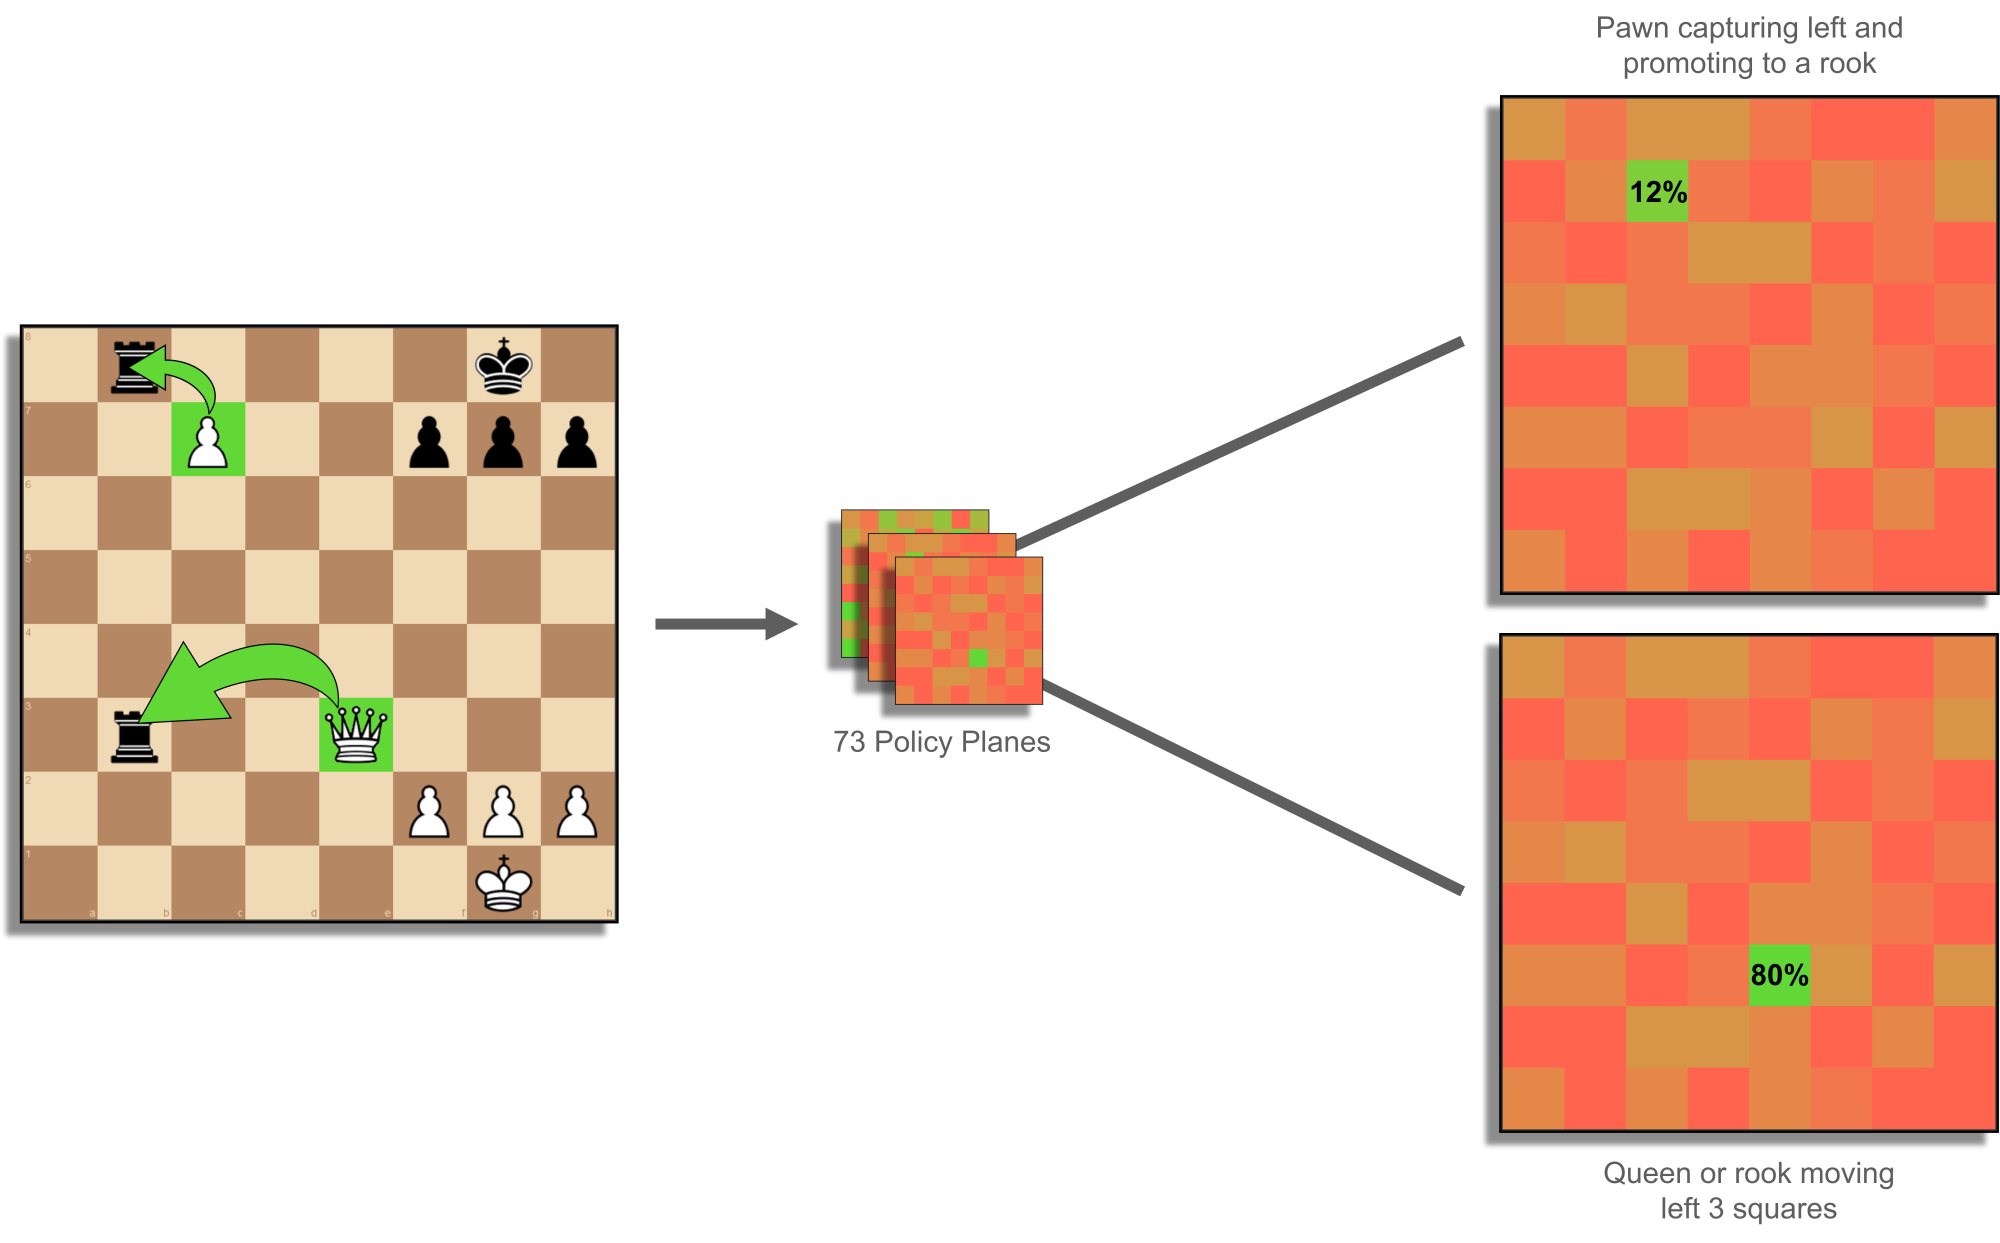 Pawn capturing left and
promoting to a rook
12%
8
7
6
5
4
3
2
1
a b c d e f g h
73 Policy Planes
80%
Queen or rook moving
left 3 squares